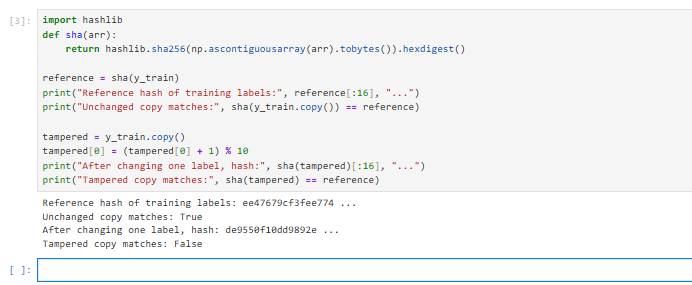 [3]: import hashlib
def sha(arr):
    return hashlib.sha256(np.ascontiguousarray(arr).tobytes()).hexdigest()

reference = sha(y_train)
print("Reference hash of training labels:", reference[:16], "...")
print("Unchanged copy matches:", sha(y_train.copy()) == reference)

tampered = y_train.copy()
tampered[0] = (tampered[0] + 1) % 10
print("After changing one label, hash:", sha(tampered)[:16], "...")
print("Tampered copy matches:", sha(tampered) == reference)

Reference hash of training labels: ee47679cf3fee774 ...
Unchanged copy matches: True
After changing one label, hash: de9550f10dd9892e ...
Tampered copy matches: False

[ ]: